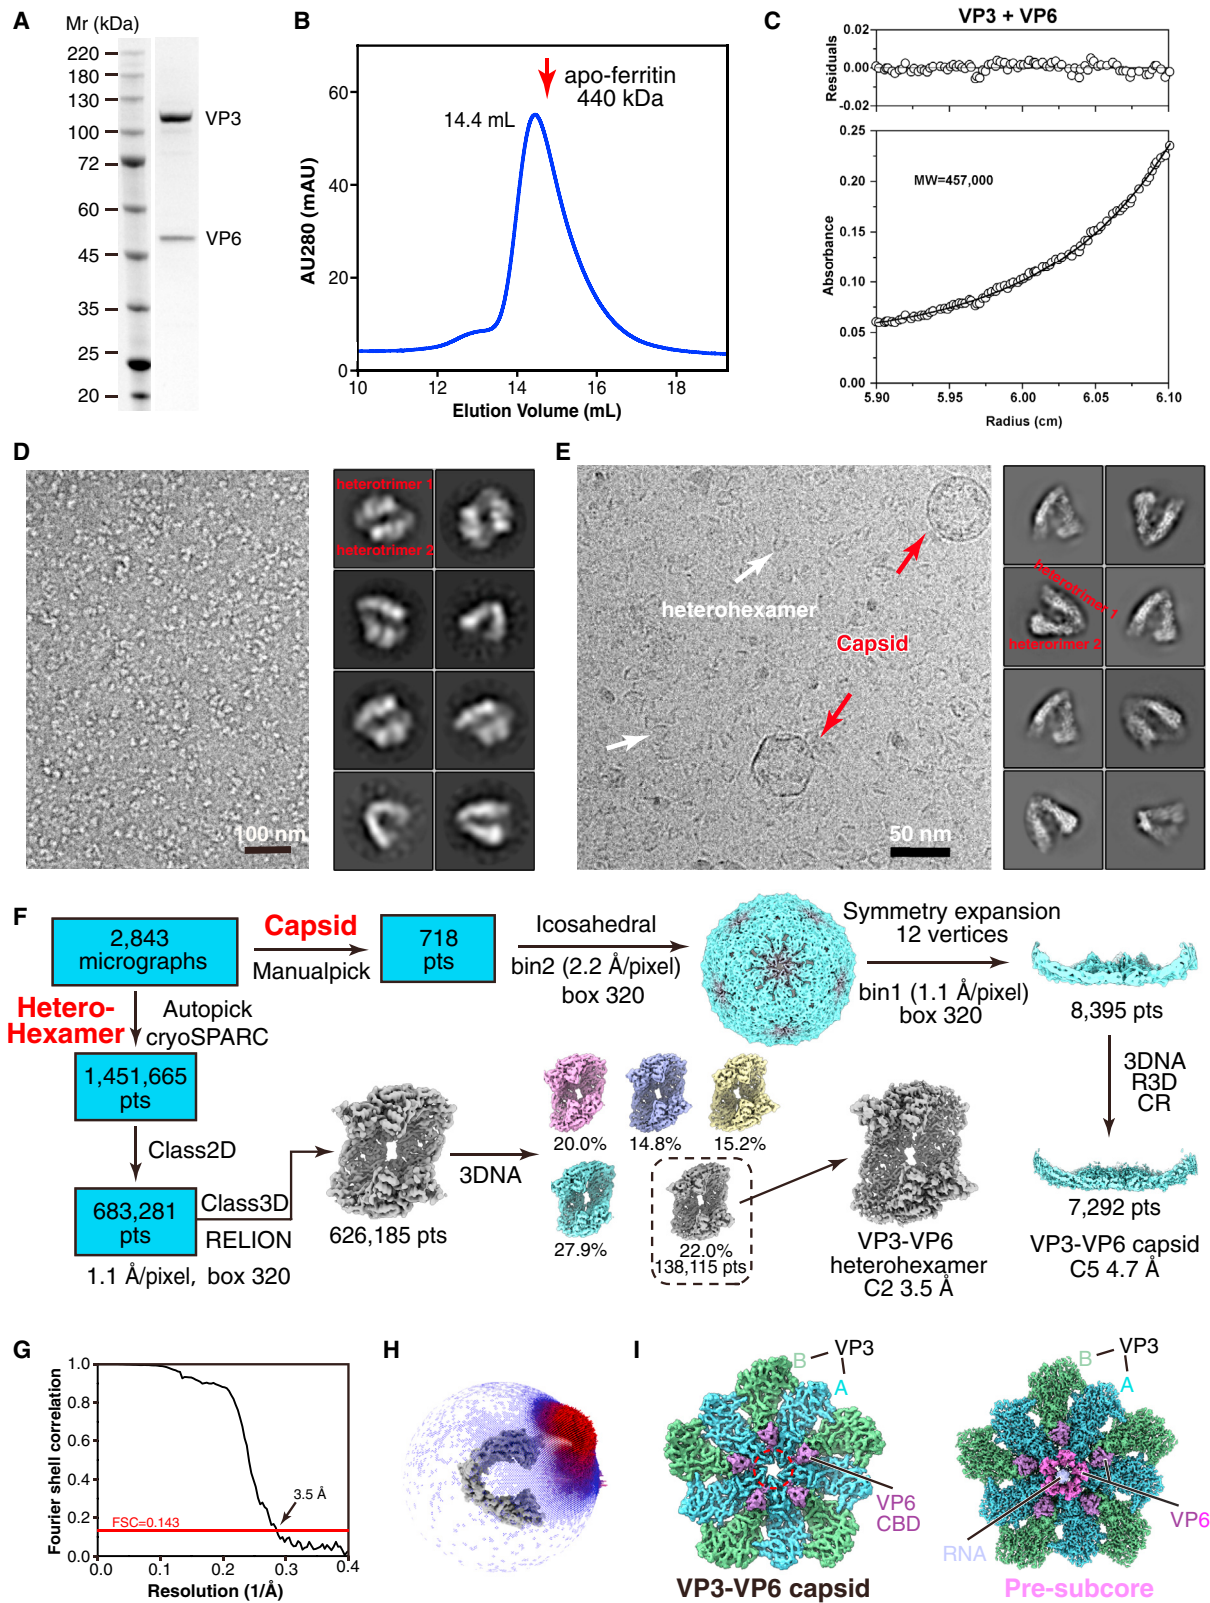 A
Mr (kDa)
220
180
130
100
72
60
45
35
25
20
VP3
VP6
B
AU280 (mAU)
60
40
20
0
10
12
14
16
18
Elution Volume (mL)
14.4 mL
apo-ferritin
440 kDa
C
VP3 + VP6
Residuals
0.02
0.00
-0.02
Absorbance
0.25
0.20
0.15
0.10
0.05
0.00
MW=457,000
5.90
5.95
6.00
6.05
6.10
Radius (cm)
D
100 nm
heterotrimer 1
heterotrimer 2
E
heterohexamer
Capsid
50 nm
heterotrimer 1
heterorimer 2
F
2,843
micrographs
Capsid
Manualpick
718
pts
Icosahedral
bin2 (2.2 Å/pixel)
box 320
Symmetry expansion
12 vertices
bin1 (1.1 Å/pixel)
box 320
8,395 pts
3DNA
R3D
CR
7,292 pts
VP3-VP6 capsid
C5 4.7 Å
Hetero-
Hexamer
Autopick
cryoSPARC
1,451,665
pts
Class2D
683,281
pts
1.1 Å/pixel, box 320
Class3D
RELION
626,185 pts
3DNA
20.0%
14.8%
15.2%
27.9%
22.0%
138,115 pts
VP3-VP6
heterohexamer
C2 3.5 Å
G
Fourier shell correlation
1.0
0.8
0.6
0.4
0.2
0.0
FSC=0.143
3.5 Å
0.0
0.1
0.2
0.3
0.4
Resolution (1/Å)
H
I
B
VP3
A
VP6
CBD
VP3-VP6 capsid
B
VP3
A
VP6
RNA
Pre-subcore